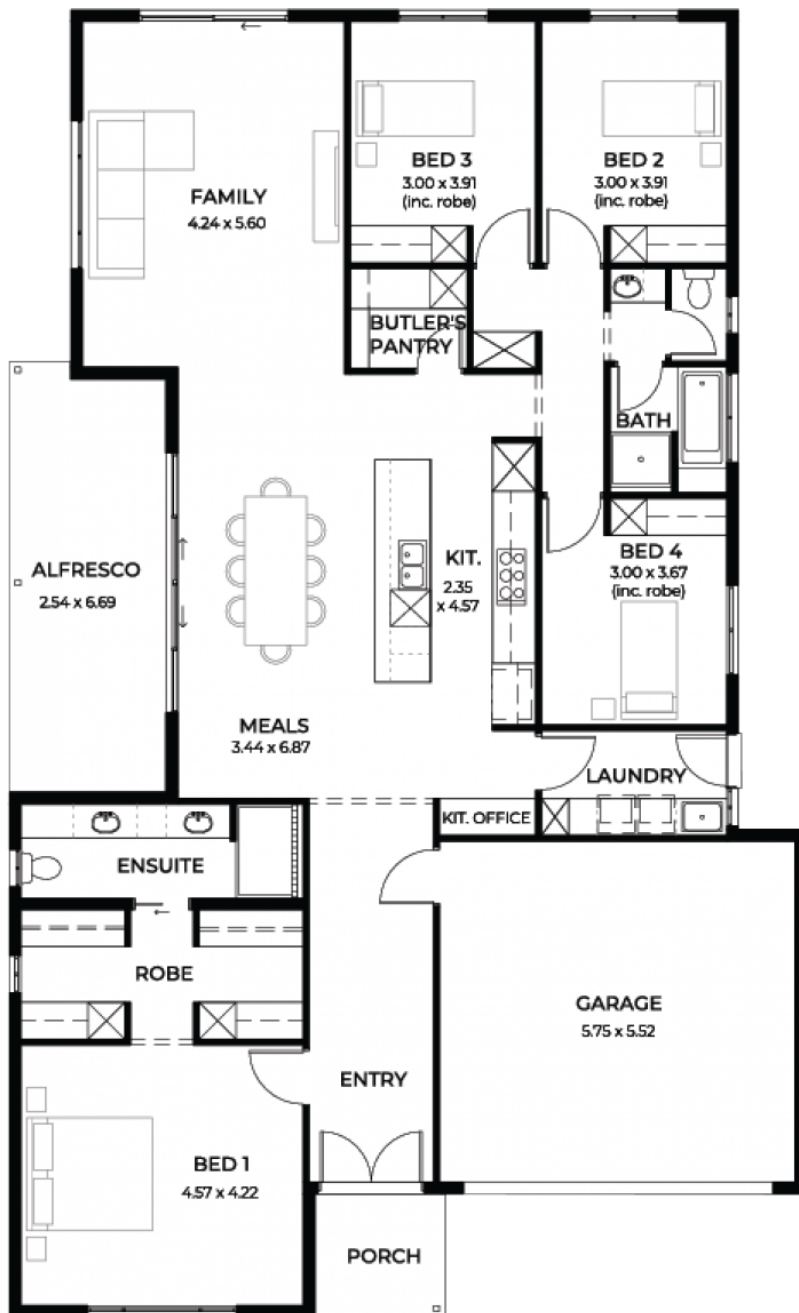 BED 3
3.00 x 3.91
(inc. robe)
BED 2
3.00 x 3.91
{inc. robe}
FAMILY
4.24 x 5.60
BUTLER'S
PANTRY
BATH
ALFRESCO
2.54 x 6.69
KIT.
2.35
x 4.57
BED 4
3.00 x 3.67
{inc. robe}
MEALS
3.44 x 6.87
LAUNDRY
KIT. OFFICE
ENSUITE
ROBE
GARAGE
5.75 x 5.52
ENTRY
BED 1
4.57 x 4.22
PORCH